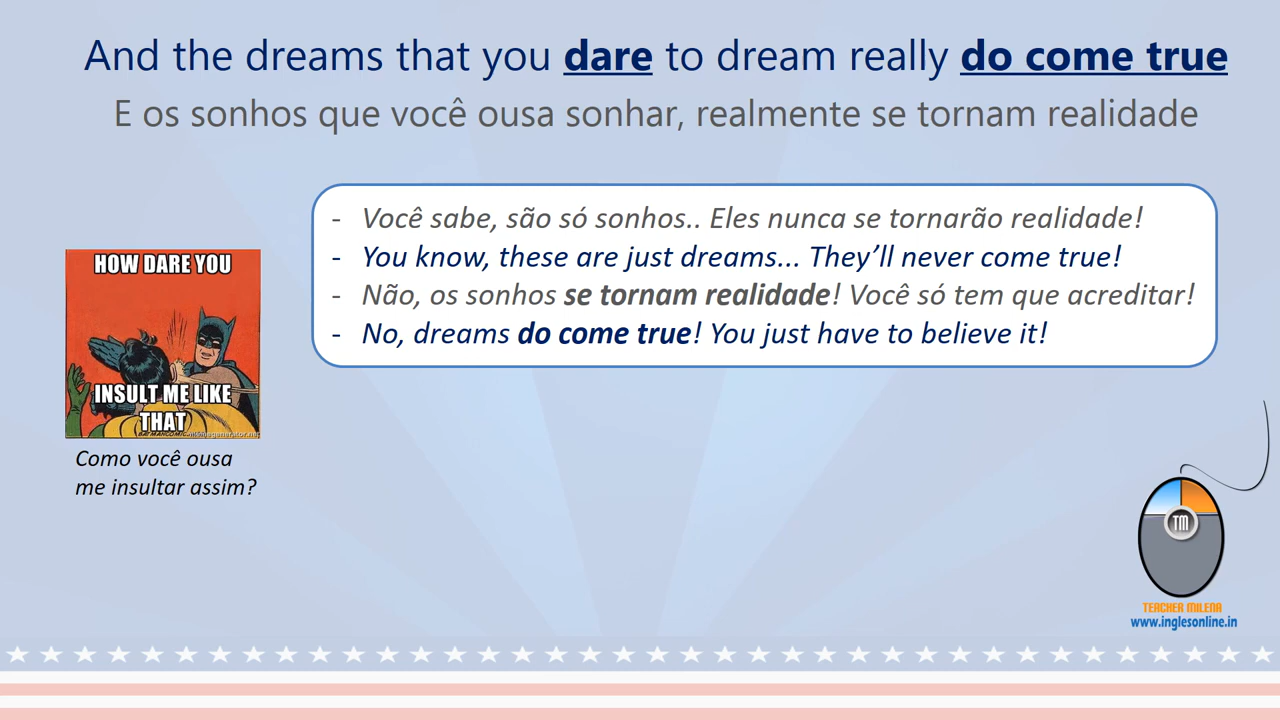 And the dreams that you dare to dream really do come true
E os sonhos que você ousa sonhar, realmente se tornam realidade
- Você sabe, são só sonhos.. Eles nunca se tornarão realidade!
- You know, these are just dreams... They’ll never come true!
- Não, os sonhos se tornam realidade! Você só tem que acreditar!
- No, dreams do come true! You just have to believe it!
HOW DARE YOU
INSULT ME LIKE
THAT
Como você ousa
me insultar assim?
TM
TEACHER MILENA
www.inglesonline.in